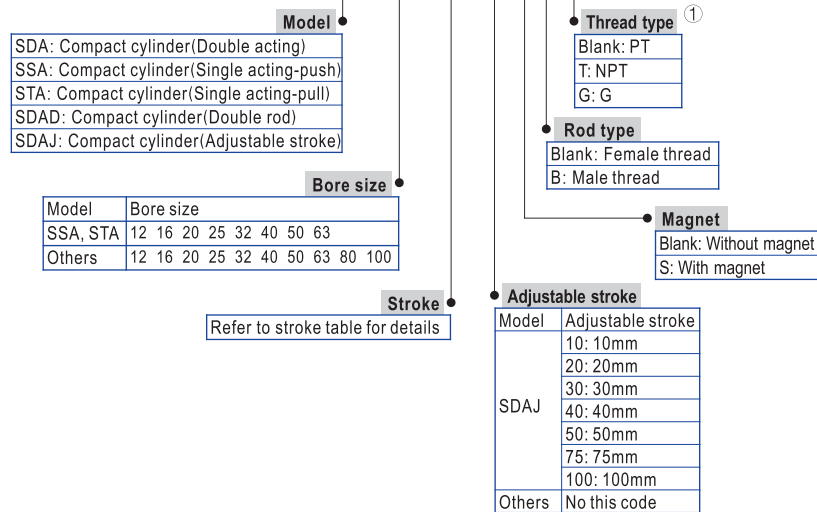 Model
SDA: Compact cylinder(Double acting)
SSA: Compact cylinder(Single acting-push)
STA: Compact cylinder(Single acting-pull)
SDAD: Compact cylinder(Double rod)
SDAJ: Compact cylinder(Adjustable stroke)
Bore size
Model Bore size
SSA, STA 12 16 20 25 32 40 50 63
Others 12 16 20 25 32 40 50 63 80 100
Stroke
Refer to stroke table for details
Adjustable stroke
Model Adjustable stroke
SDAJ
10: 10mm
20: 20mm
30: 30mm
40: 40mm
50: 50mm
75: 75mm
100: 100mm
Others No this code
Magnet
Blank: Without magnet
S: With magnet
Rod type
Blank: Female thread
B: Male thread
Thread type ①
Blank: PT
T: NPT
G: G